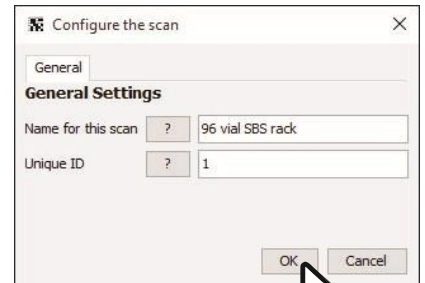 Configure the scan
General
General Settings
Name for this scan ? 96 vial SBS rack
Unique ID ? 1
OK Cancel